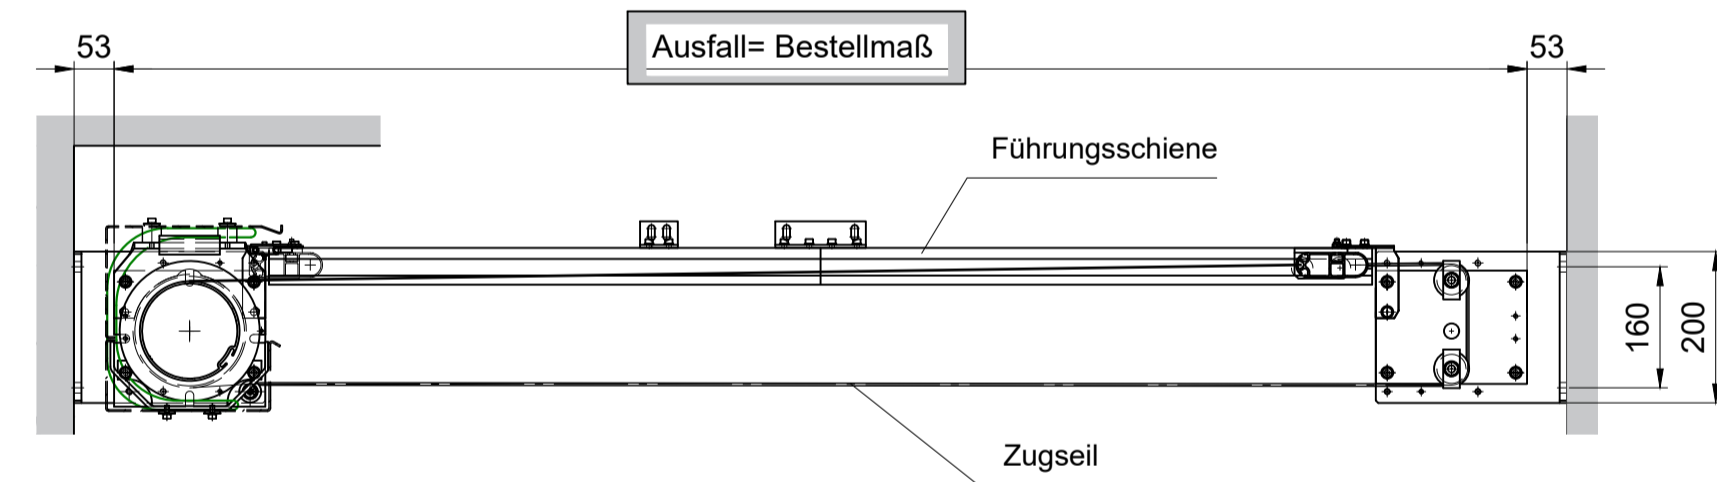 53
Ausfall= Bestellmaß
53
Führungsschiene
160
200
Zugseil